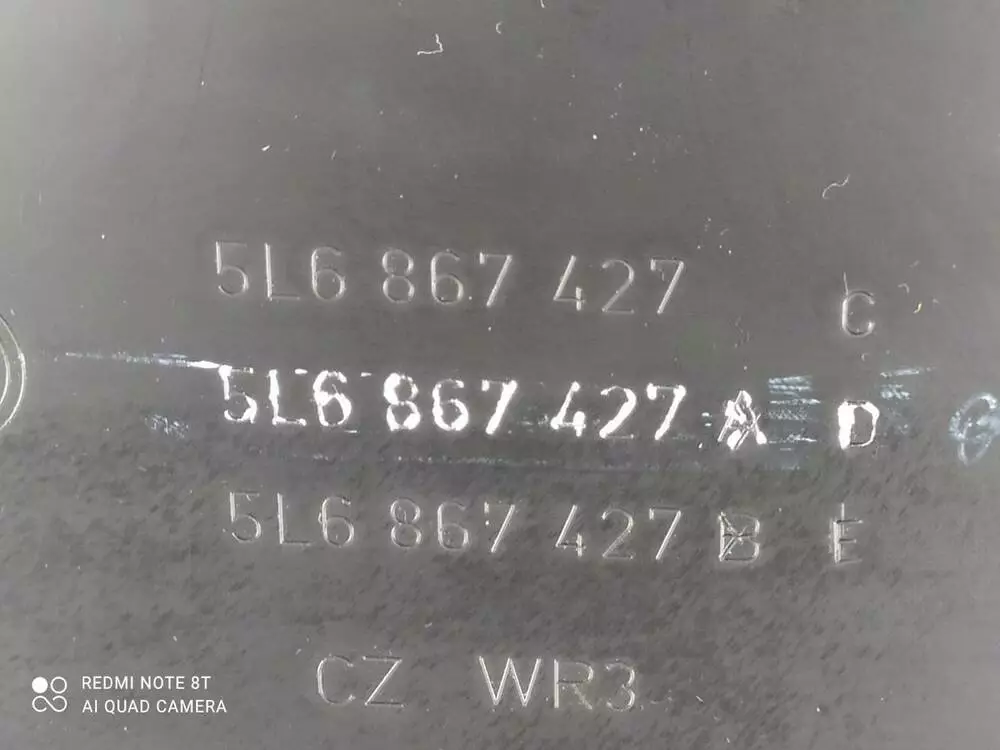 5L6 867 427 C
5L6 867 427 A D
5L6 867 427 B E
CZ WR3
REDMI NOTE 8T
AI QUAD CAMERA